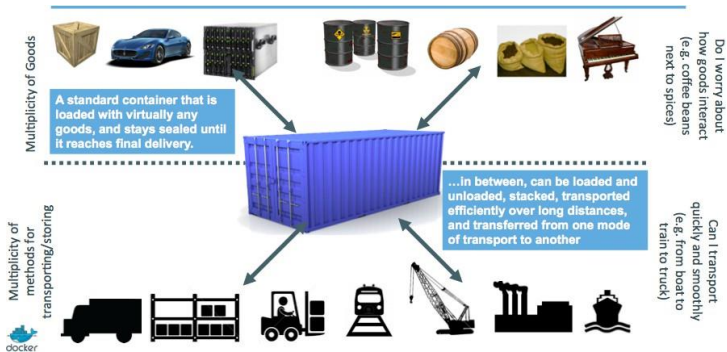 Multiplicity of Goods
Do I worry about
how goods interact
(e.g. coffee beans
next to spices)
A standard container that is
loaded with virtually any
goods, and stays sealed until
it reaches final delivery.
…in between, can be loaded and
unloaded, stacked, transported
efficiently over long distances,
and transferred from one mode
of transport to another
Multiplicity of
methods for
transporting/storing
Can I transport
quickly and smoothly
(e.g. from boat to
train to truck)
docker